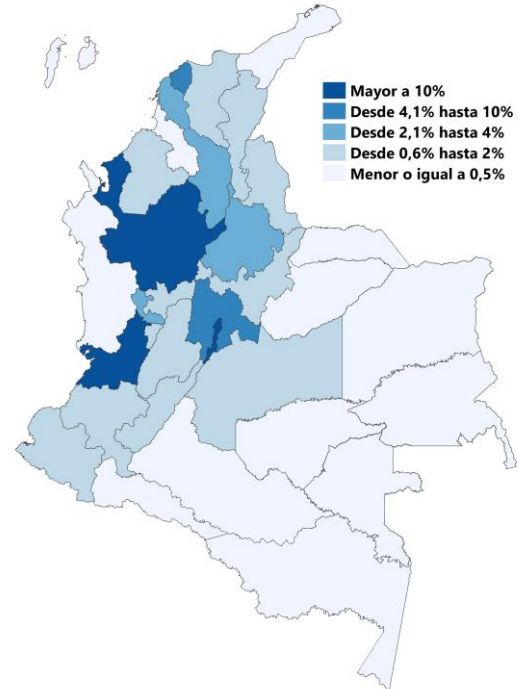 Mayor a 10%
Desde 4,1% hasta 10%
Desde 2,1% hasta 4%
Desde 0,6% hasta 2%
Menor o igual a 0,5%